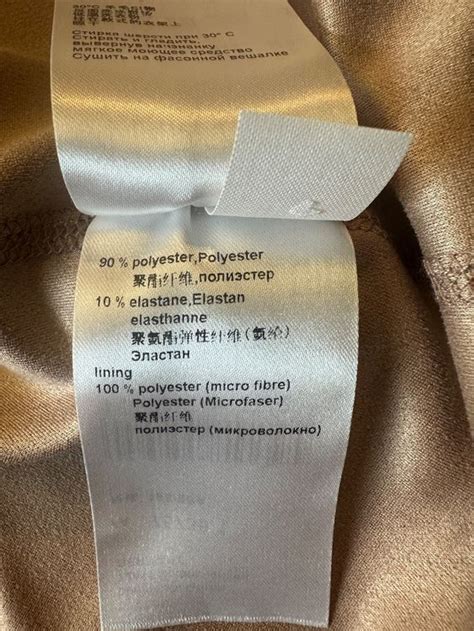 Стирка шерсти при 30° C
Стирать и гладить,
вывернув наизнанку
мягкое моющее средство
Сушить на фасонной вешалке
90 % polyester,Polyester
聚酯纤维,полиэстер
10 % elastane,Elastan
elasthanne
聚氨酯弹性纤维(氨纶)
Эластан
lining
100 % polyester (micro fibre)
Polyester (Microfaser)
聚酯纤维
полиэстер (микроволокно)